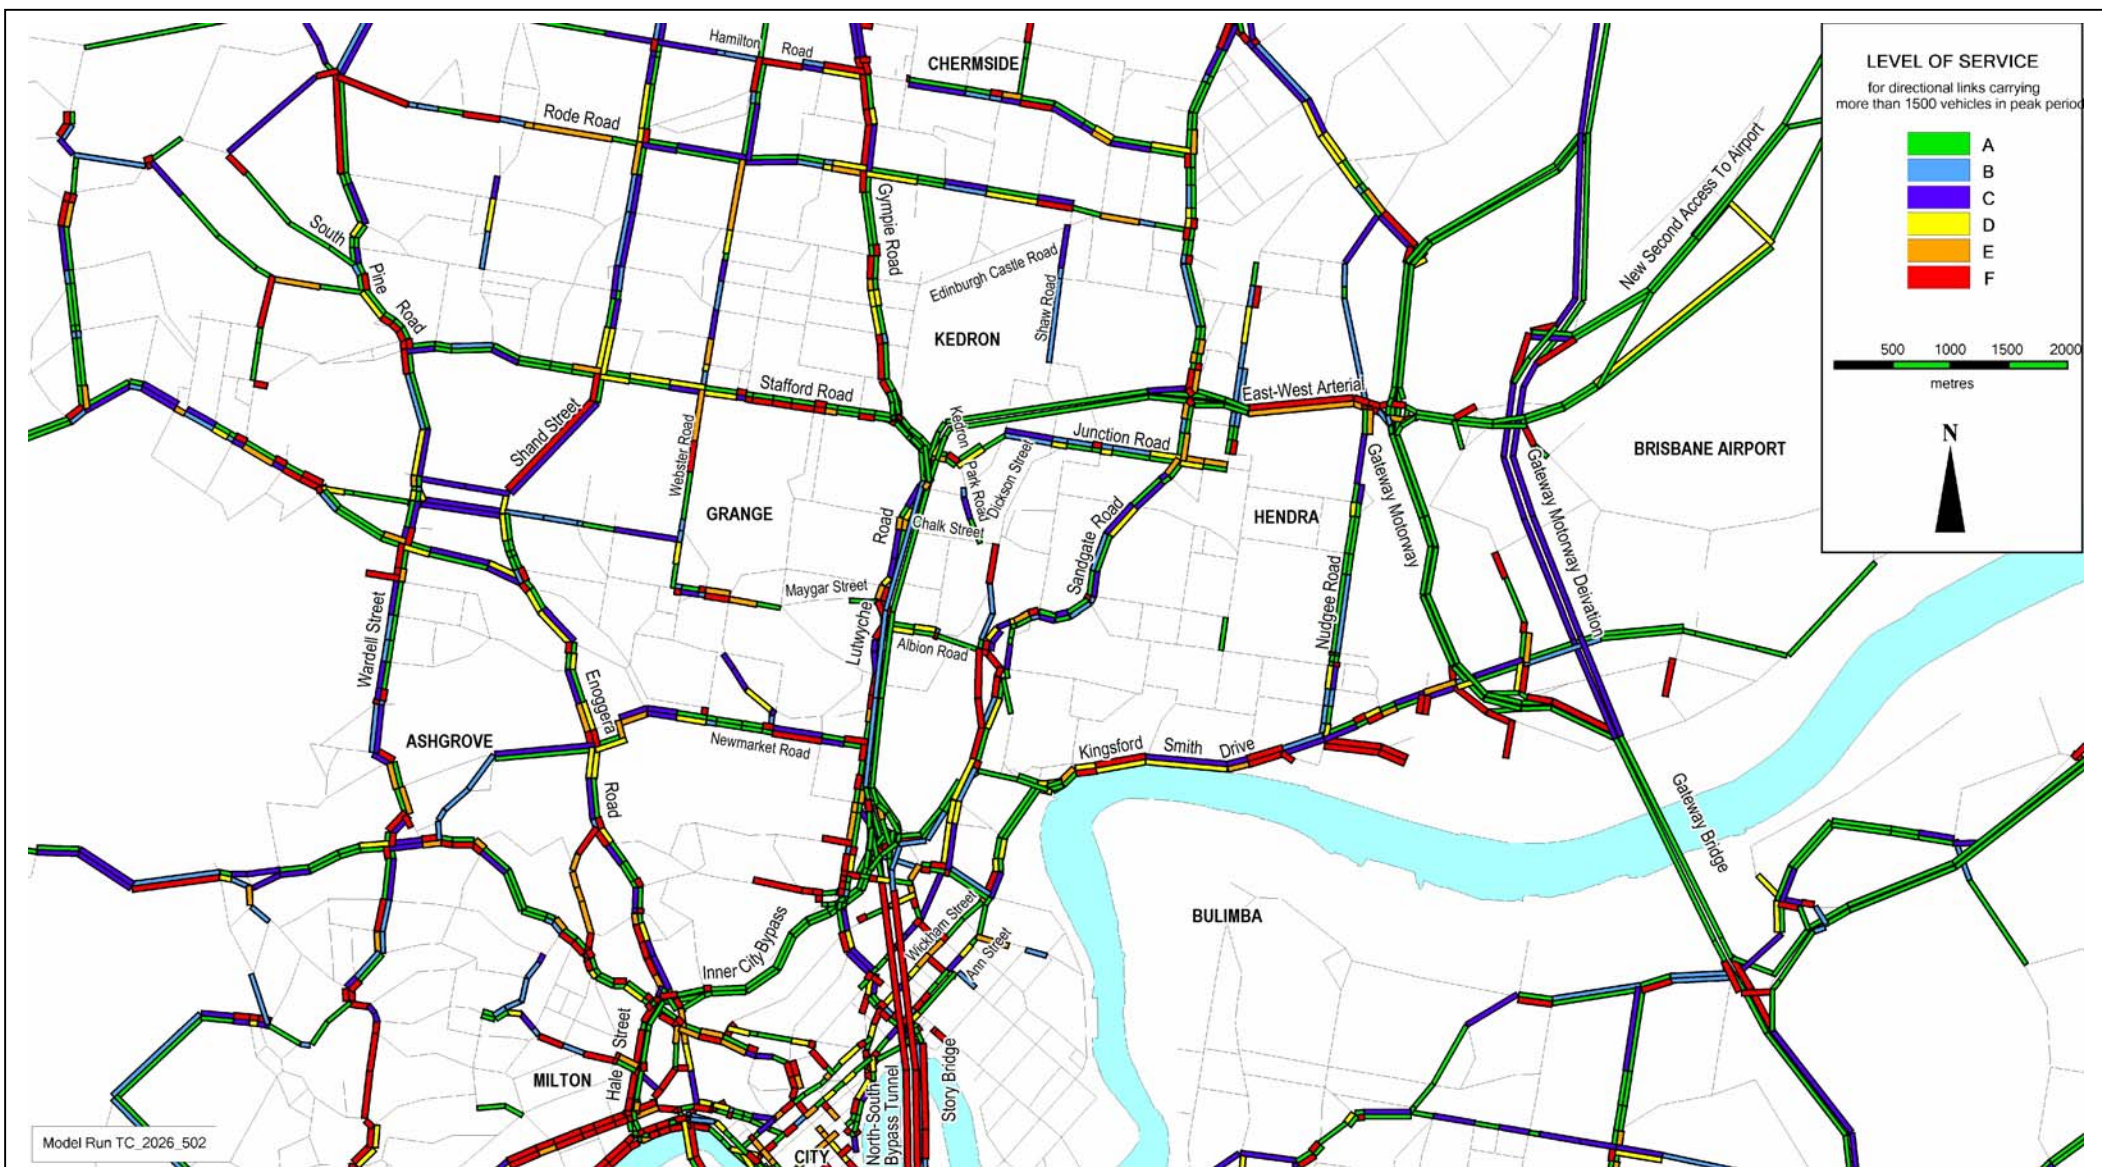 LEVEL OF SERVICE
for directional links carrying
more than 1500 vehicles in peak period
A
B
C
D
E
F
500 1000 1500 2000
metres
N
Hamilton Road
CHERMSIDE
Rode Road
South
Pine
Road
Gympie Road
Edinburgh Castle Road
Shaw Road
KEDRON
New Second Access To Airport
Stafford Road
East-West Arterial
Shand Street
Webster Road
Kedron
Park Road
Junction Road
Dickson Street
BRISBANE AIRPORT
GRANGE
Road
Chalk Street
Sandgate Road
HENDRA
Gateway Motorway
Gateway Motorway Deivation
Maygar Street
Lutwyche
Albion Road
Nudgee Road
Wardell Street
Enoggera
ASHGROVE
Newmarket Road
Road
Kingsford Smith Drive
Gateway Bridge
BULIMBA
Inner City Bypass
Wickham Street
Ann Street
Hale Street
MILTON
North-South
Bypass Tunnel
Story Bridge
CITY
Model Run TC_2026_502